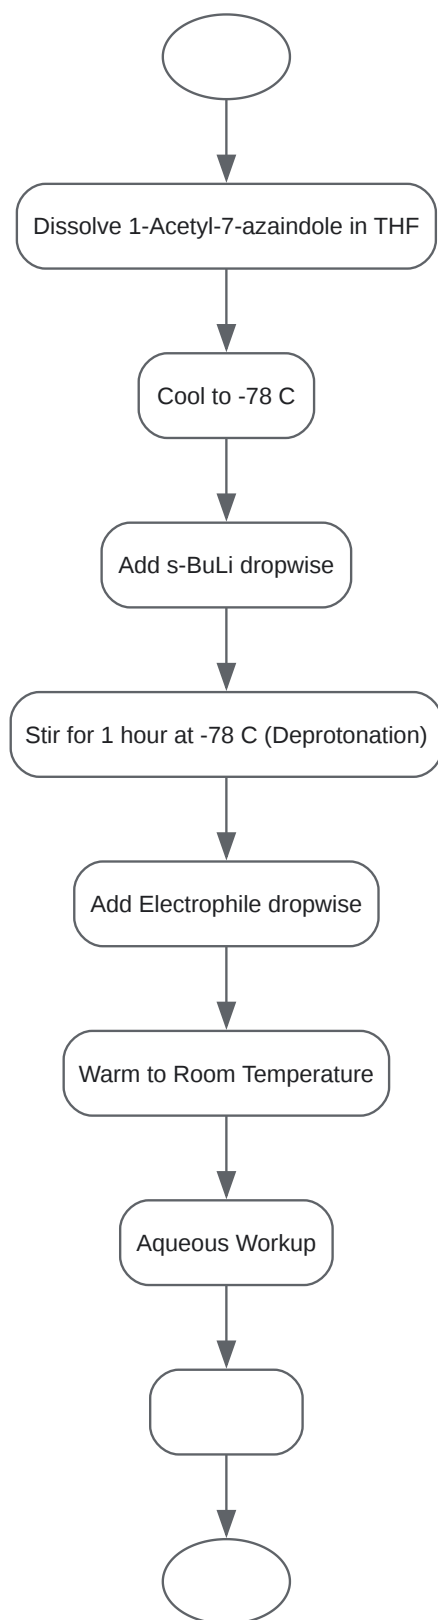 Dissolve 1-Acetyl-7-azaindole in THF
Cool to -78 C
Add s-BuLi dropwise
Stir for 1 hour at -78 C (Deprotonation)
Add Electrophile dropwise
Warm to Room Temperature
Aqueous Workup